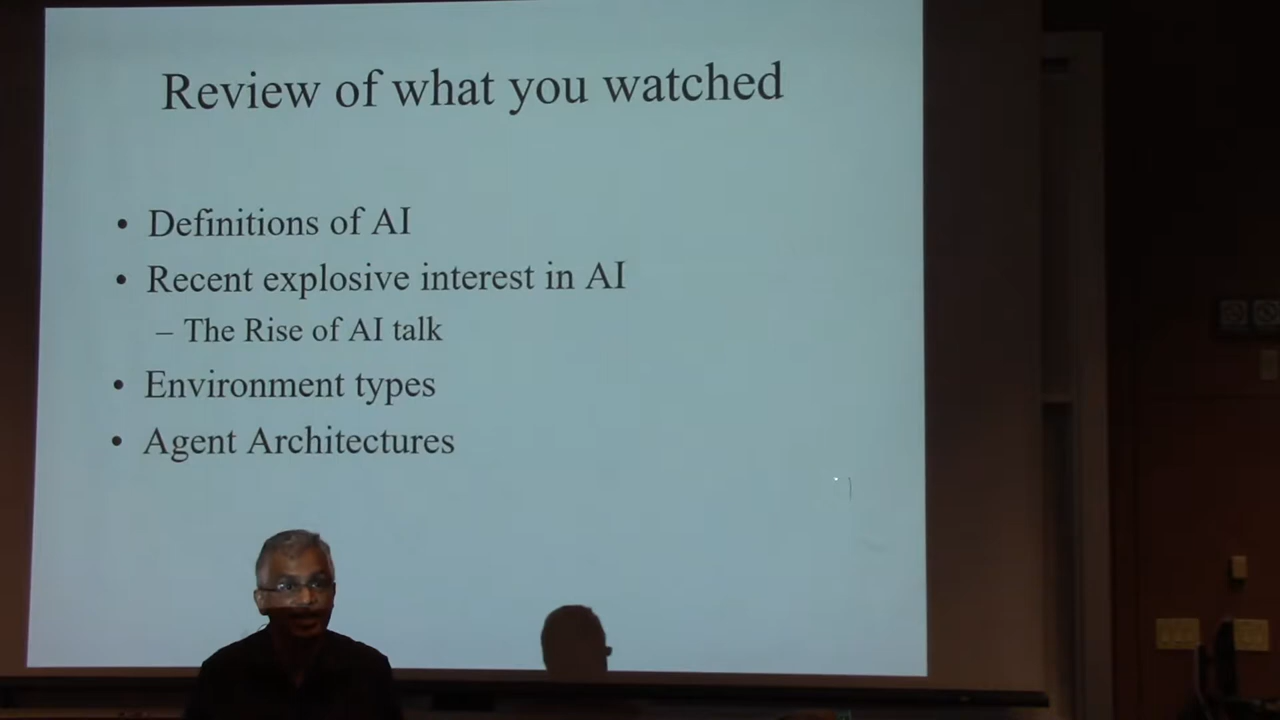 Review of what you watched
• Definitions of AI
• Recent explosive interest in AI
– The Rise of AI talk
• Environment types
• Agent Architectures